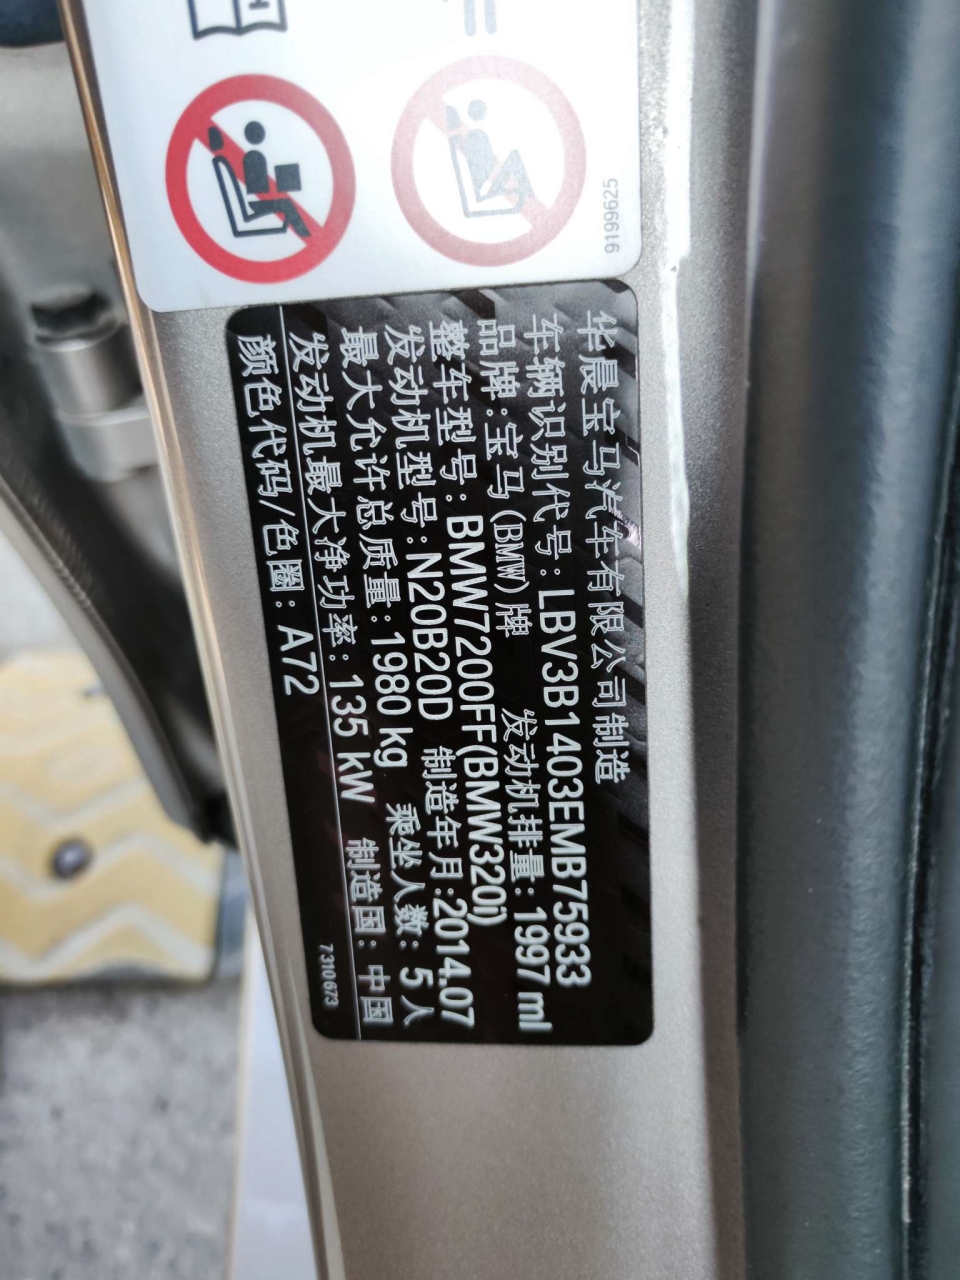 9199625
华晨宝马汽车有限公司制造
车辆识别代号:LBV3B1403EMB75933
品牌:宝马(BMW)牌 发动机排量:1997 ml
整车型号:BMW7200FF(BMW320i)
发动机型号:N20B20D 制造年月:2014.07
最大允许总质量:1980 kg 乘坐人数:5人
发动机最大净功率:135 kW 制造国:中国
颜色代码/色圈:A72
7310673